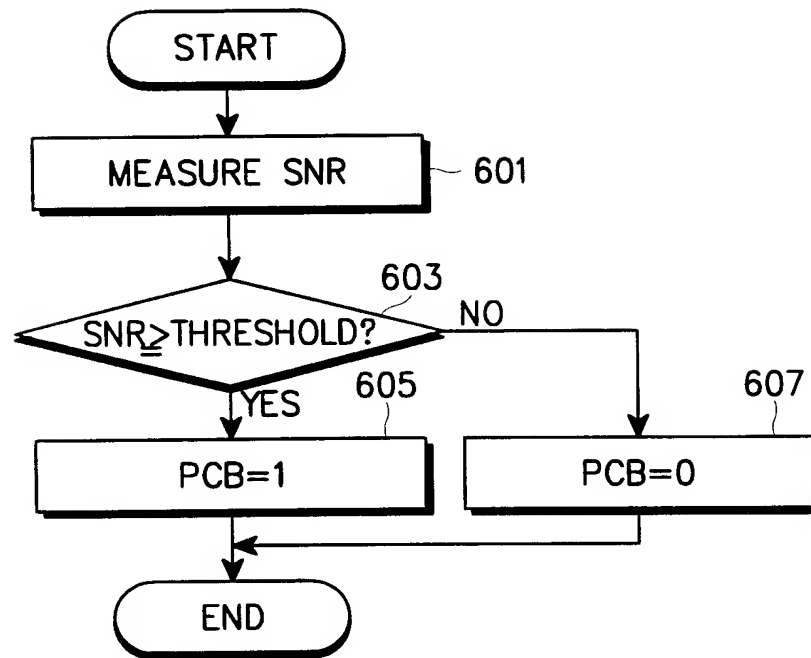 START
MEASURE SNR
601
603
SNR≥THRESHOLD?
NO
YES
605
607
PCB=1
PCB=0
END